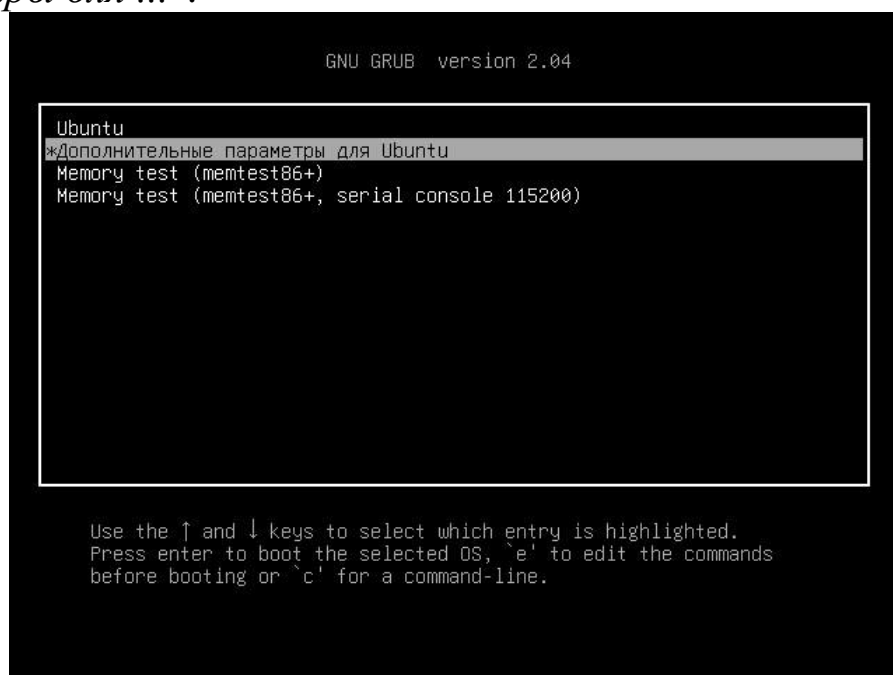 для ..."
GNU GRUB version 2.04
Ubuntu
*Дополнительные параметры для Ubuntu
Memory test (memtest86+)
Memory test (memtest86+, serial console 115200)
Use the ↑ and ↓ keys to select which entry is highlighted.
Press enter to boot the selected OS, `e' to edit the commands
before booting or `c' for a command-line.